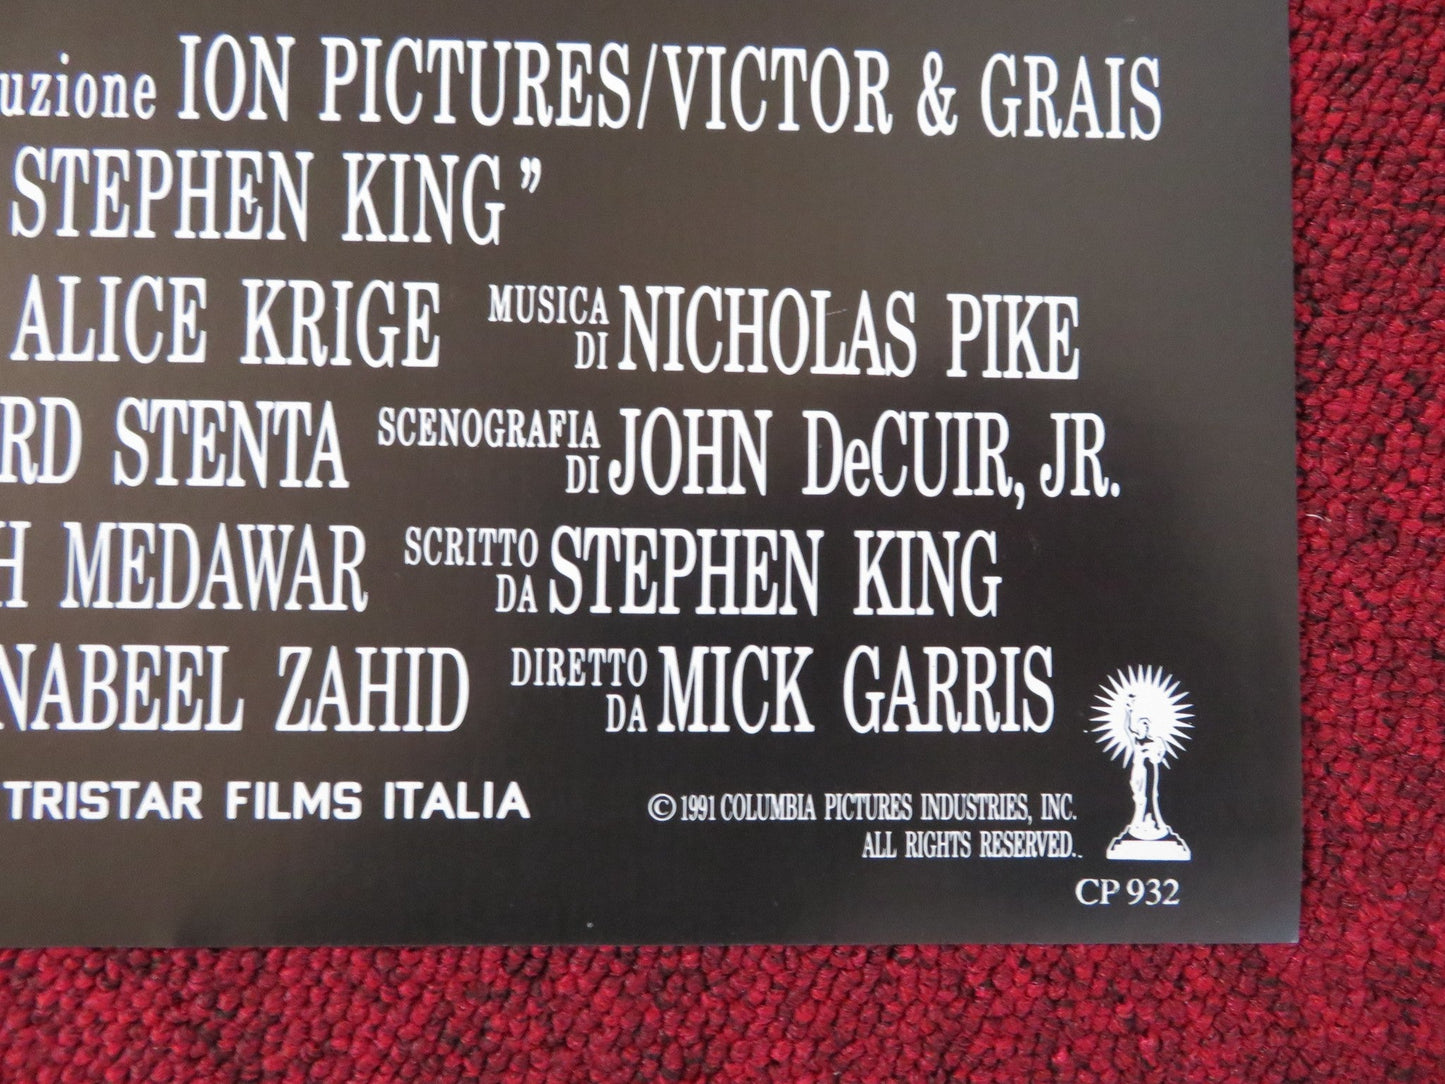 uzione ION PICTURES/VICTOR & GRAIS
STEPHEN KING”
ALICE KRIGE MUSICA DI NICHOLAS PIKE
RD STENTA SCENOGRAFIA DI JOHN DeCUIR, JR.
H MEDAWAR SCRITTO DA STEPHEN KING
NABEEL ZAHID DIRETTO DA MICK GARRIS
TRISTAR FILMS ITALIA
© 1991 COLUMBIA PICTURES INDUSTRIES, INC.
ALL RIGHTS RESERVED.
CP 932